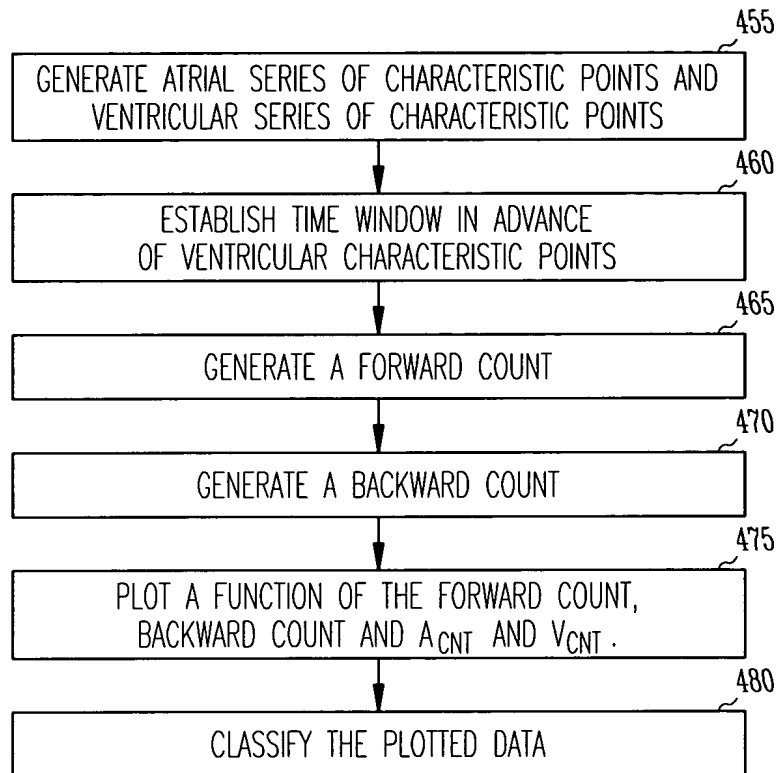 455
GENERATE ATRIAL SERIES OF CHARACTERISTIC POINTS AND
VENTRICULAR SERIES OF CHARACTERISTIC POINTS
460
ESTABLISH TIME WINDOW IN ADVANCE
OF VENTRICULAR CHARACTERISTIC POINTS
465
GENERATE A FORWARD COUNT
470
GENERATE A BACKWARD COUNT
475
PLOT A FUNCTION OF THE FORWARD COUNT,
BACKWARD COUNT AND ACNT AND VCNT.
480
CLASSIFY THE PLOTTED DATA